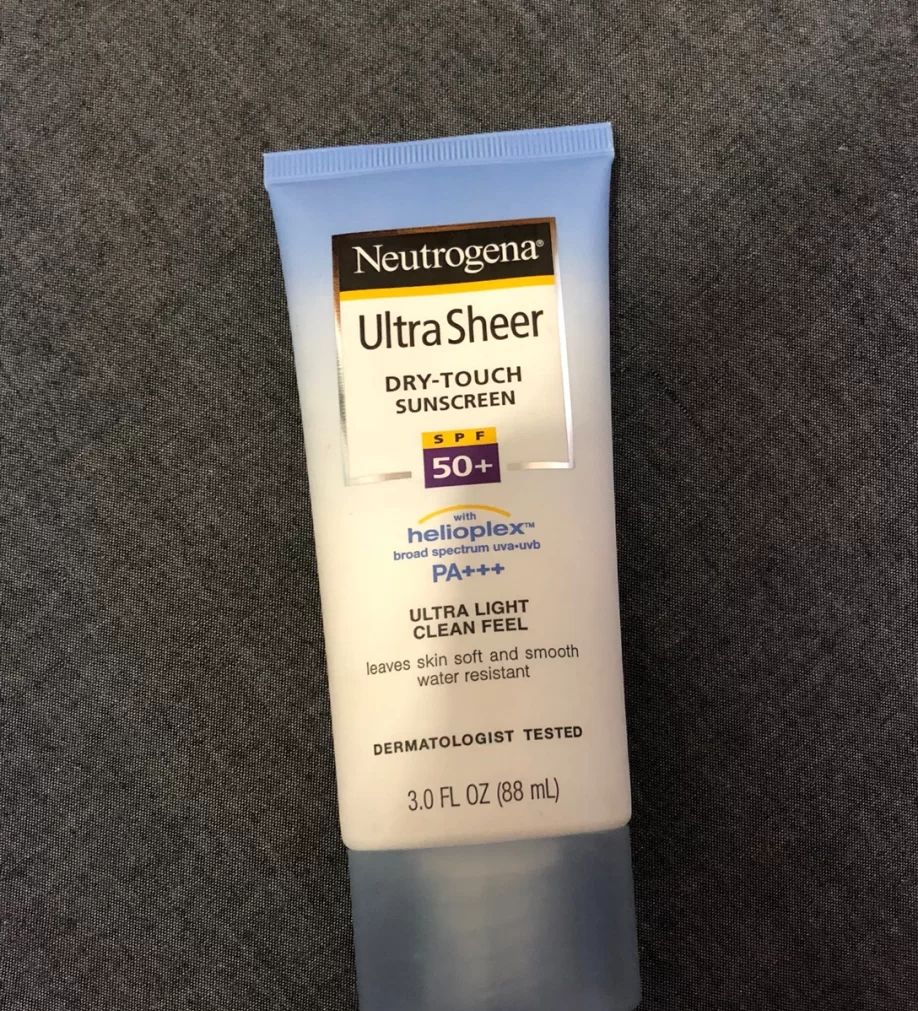 Neutrogena®
Ultra Sheer
DRY-TOUCH
SUNSCREEN
SPF
50+
with
helioplex™
broad spectrum uva•uvb
PA+++
ULTRA LIGHT
CLEAN FEEL
leaves skin soft and smooth
water resistant
DERMATOLOGIST TESTED
3.0 FL OZ (88 mL)